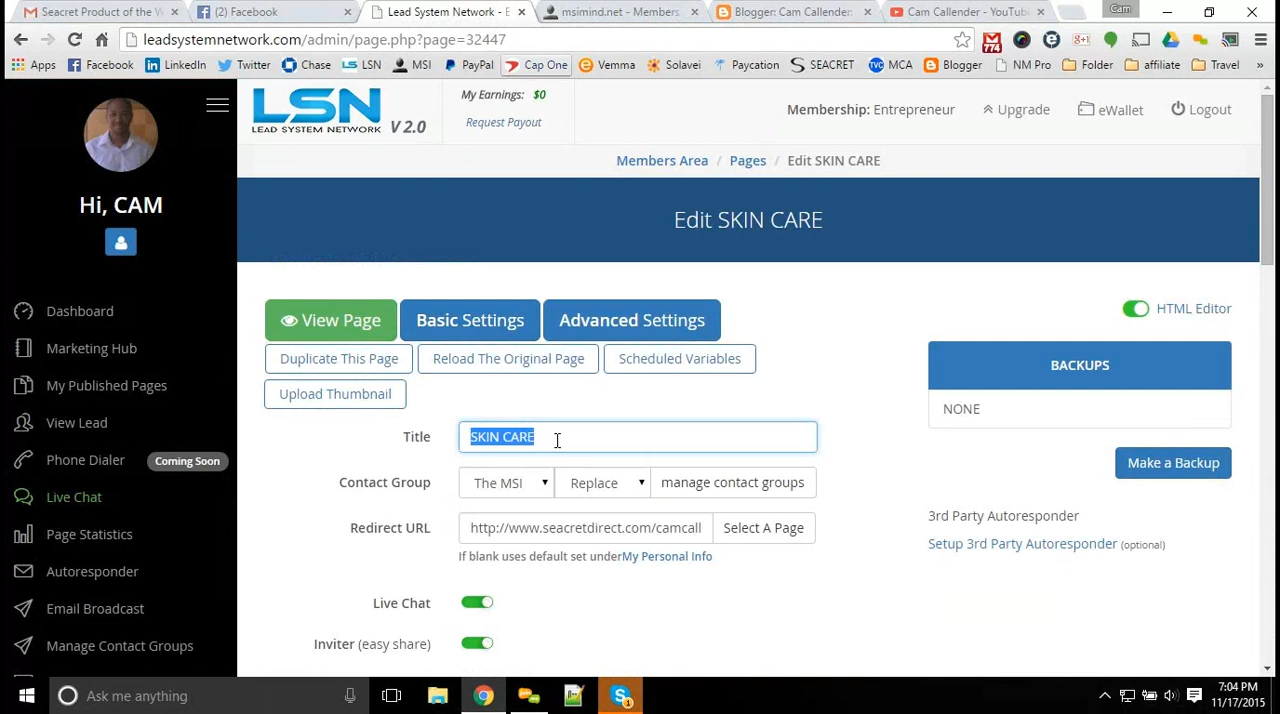 Seacret Product of the W
(2) Facebook
Lead System Network - E
msimind.net - Members
Blogger: Cam Callender:
Cam Callender - YouTub
Cam
leadsystemnetwork.com/admin/page.php?page=32447
774
Apps Facebook LinkedIn Twitter Chase LSN MSI PayPal Cap One Vemma Solavei Paycation SEACRET MCA Blogger NM Pro Folder affiliate Travel »
LSN
LEAD SYSTEM NETWORK
V 2.0
My Earnings: $0
Request Payout
Membership: Entrepreneur Upgrade eWallet Logout
Members Area / Pages / Edit SKIN CARE
Hi, CAM
Edit SKIN CARE
Dashboard
Marketing Hub
My Published Pages
View Lead
Phone Dialer Coming Soon
Live Chat
Page Statistics
Autoresponder
Email Broadcast
Manage Contact Groups
View Page Basic Settings Advanced Settings
HTML Editor
Duplicate This Page Reload The Original Page Scheduled Variables
Upload Thumbnail
BACKUPS
NONE
Make a Backup
Title SKIN CARE
Contact Group The MSI Replace manage contact groups
Redirect URL http://www.seacretdirect.com/camcall Select A Page
If blank uses default set underMy Personal Info
3rd Party Autoresponder
Setup 3rd Party Autoresponder (optional)
Live Chat
Inviter (easy share)
Ask me anything
1
7:04 PM
11/17/2015